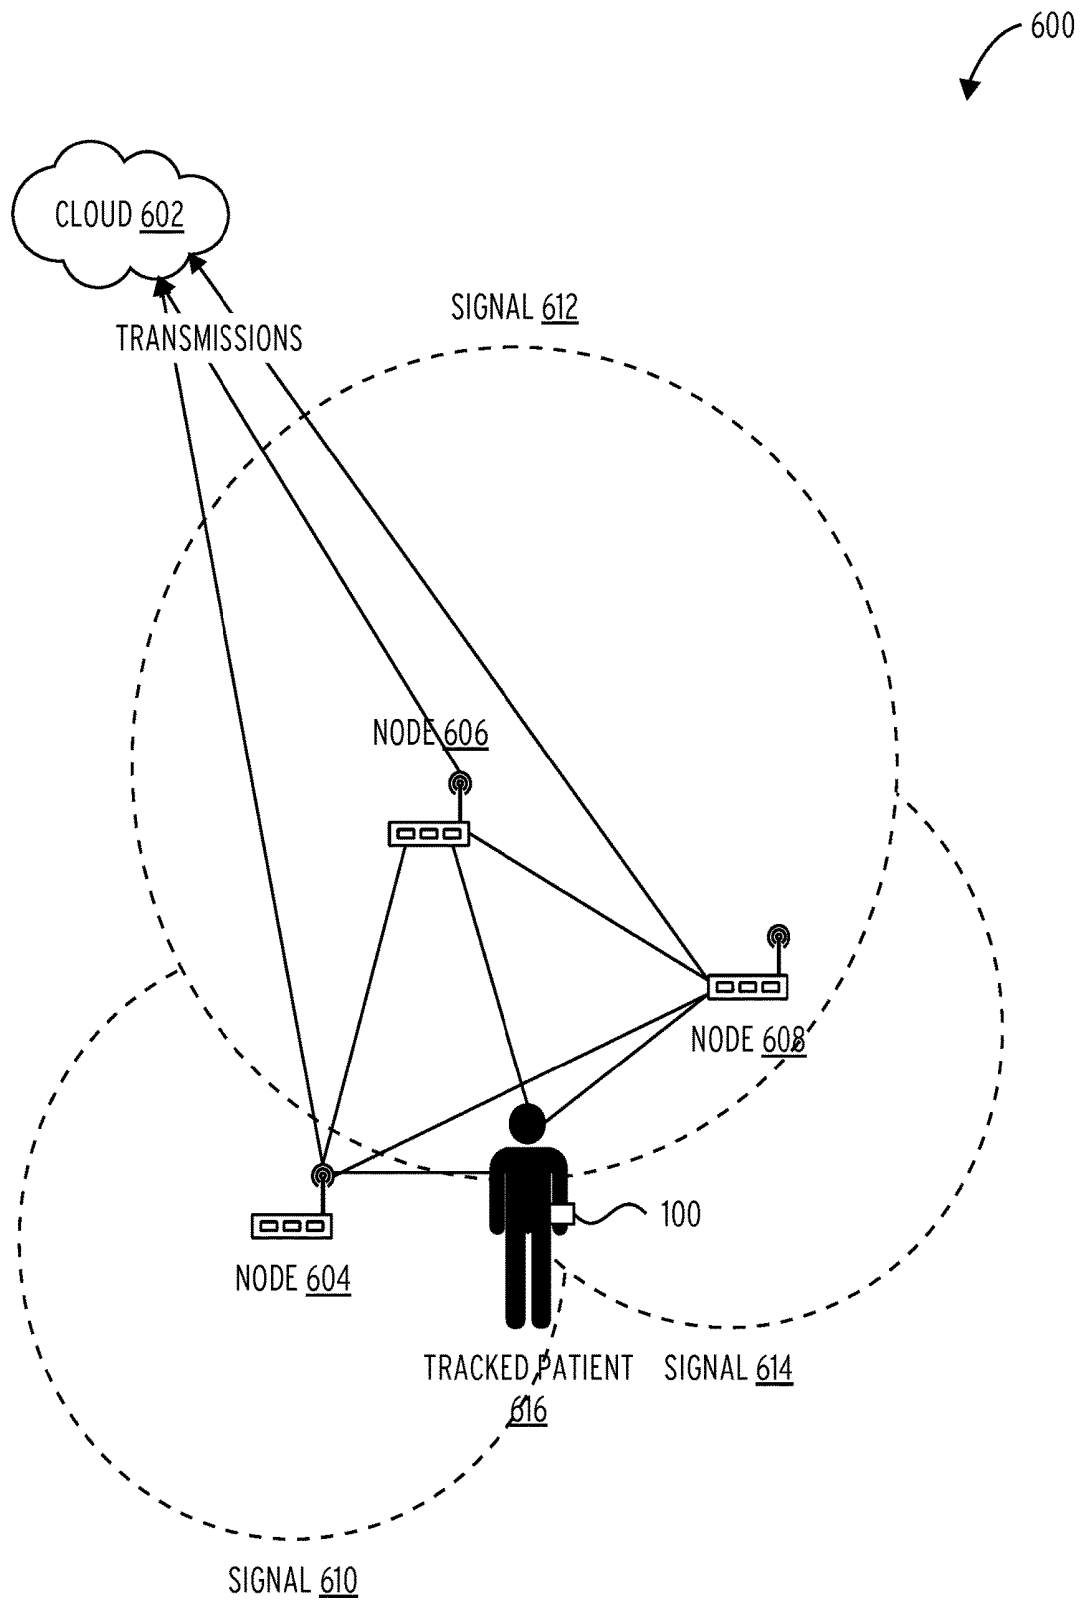 600
CLOUD 602
SIGNAL 612
TRANSMISSIONS
NODE 606
NODE 608
100
NODE 604
TRACKED PATIENT
616
SIGNAL 614
SIGNAL 610